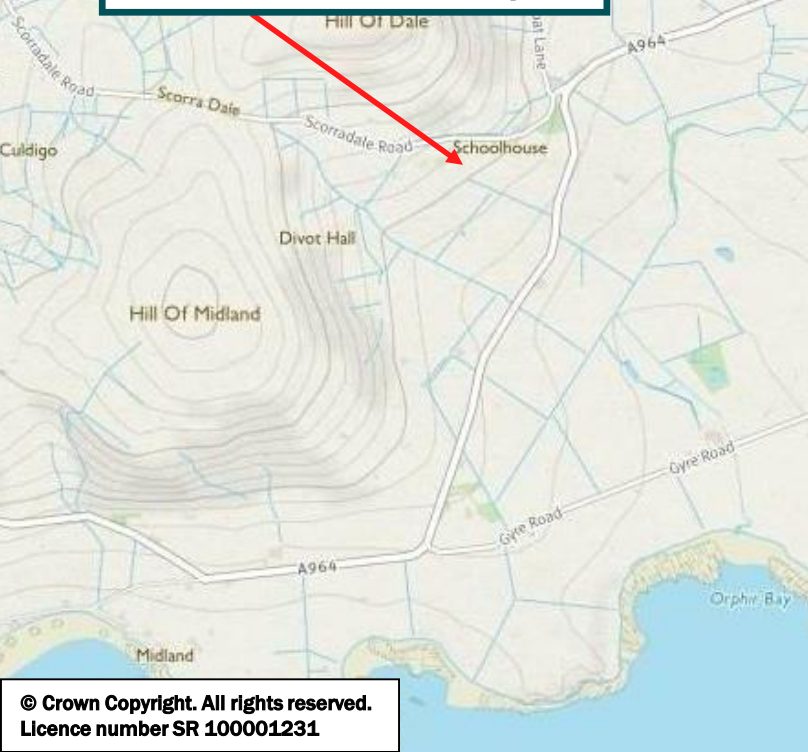 Hill Of Dale
A964
Scorradale Road
Scorra Dale
Scorradale Road
Culdigo
Schoolhouse
Lane
Divot Hall
Hill Of Midland
Gyre Road
Gyre Road
A964
Orphir Bay
Midland
© Crown Copyright. All rights reserved.
Licence number SR 100001231